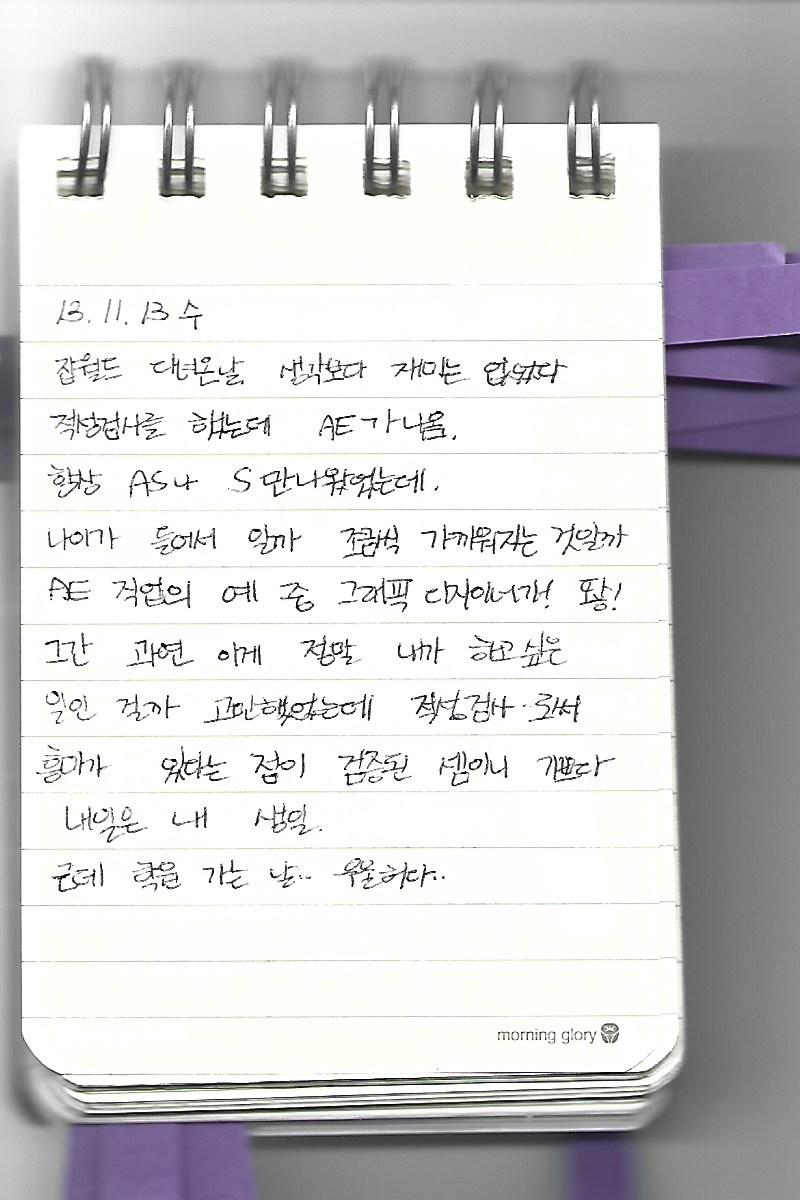 13. 11. 13 수
잡월드 다녀온날 생각보다 재미는 없었다
적성검사를 했는데 AE가 나옴.
항상 AS나 S만 나왔었는데.
나이가 들어서 일까 조금씩 가까워지는 것일까
AE 직업의 예 중 그래픽 디자이너가! 뙇!
그간 과연 이게 정말 내가 하고 싶은
일인 걸까 고민했었는데 적성검사로써
흥미가 있다는 점이 검증된 셈이니 기쁘다
내일은 내 생일.
근데 학원 가는 날.. 우울하다..
morning glory